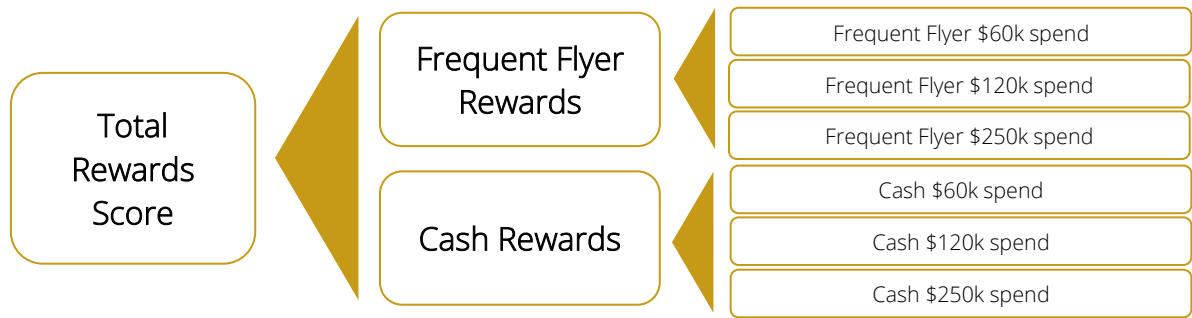 Total
Rewards
Score
Frequent Flyer
Rewards
Cash Rewards
Frequent Flyer $60k spend
Frequent Flyer $120k spend
Frequent Flyer $250k spend
Cash $60k spend
Cash $120k spend
Cash $250k spend